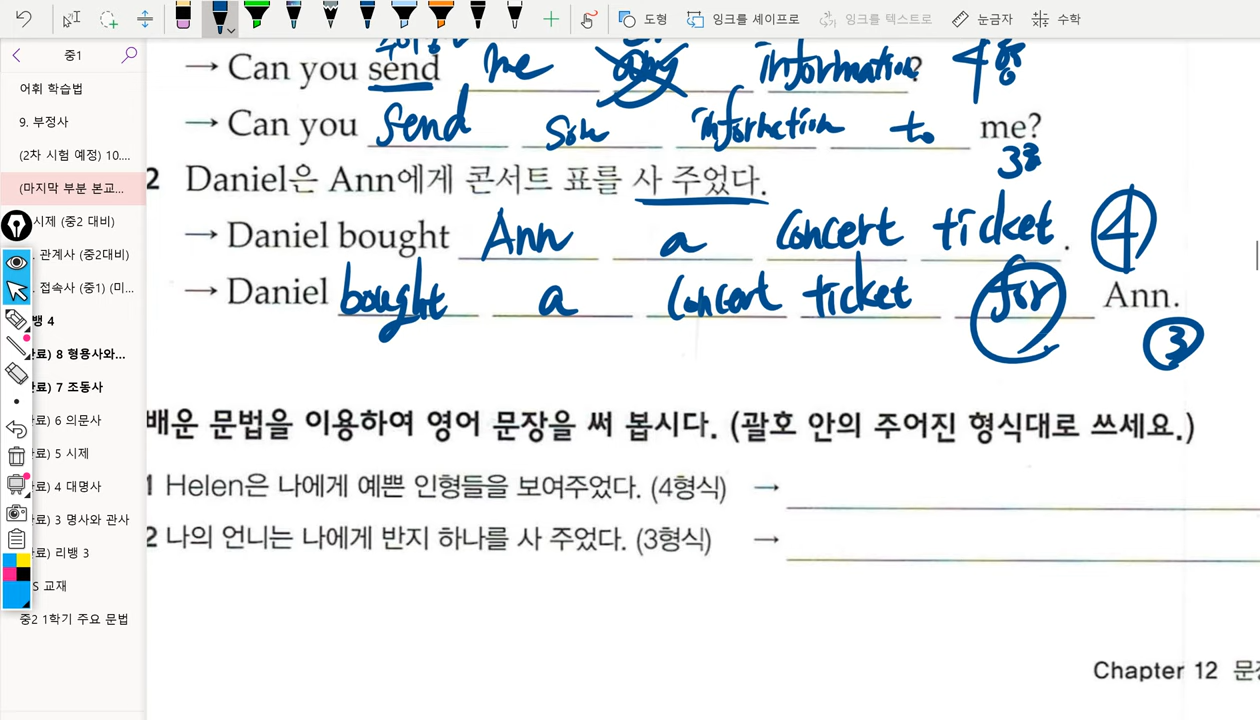 도형 잉크를 셰이프로 잉크를 텍스트로 눈금자 수학
중1
어휘 학습법
9. 부정사
(2차 시험 예정) 10....
(마지막 부분 본교...
시제 (중2 대비)
관계사 (중2대비)
접속사 (중1) (미...
뱅 4
료) 8 형용사와...
료) 7 조동사
료) 6 의문사
료) 5 시제
료) 4 대명사
료) 3 명사와 관사
료) 리뱅 3
S 교재
중2 1학기 주요 문법
→ Can you send me information? 4형
→ Can you send som information to me?
3형
2 Daniel은 Ann에게 콘서트 표를 사 주었다.
→ Daniel bought Ann a concert ticket. 4
→ Daniel bought a concert ticket for Ann.
3
배운 문법을 이용하여 영어 문장을 써 봅시다. (괄호 안의 주어진 형식대로 쓰세요.)
1 Helen은 나에게 예쁜 인형들을 보여주었다. (4형식) →
2 나의 언니는 나에게 반지 하나를 사 주었다. (3형식) →
Chapter 12